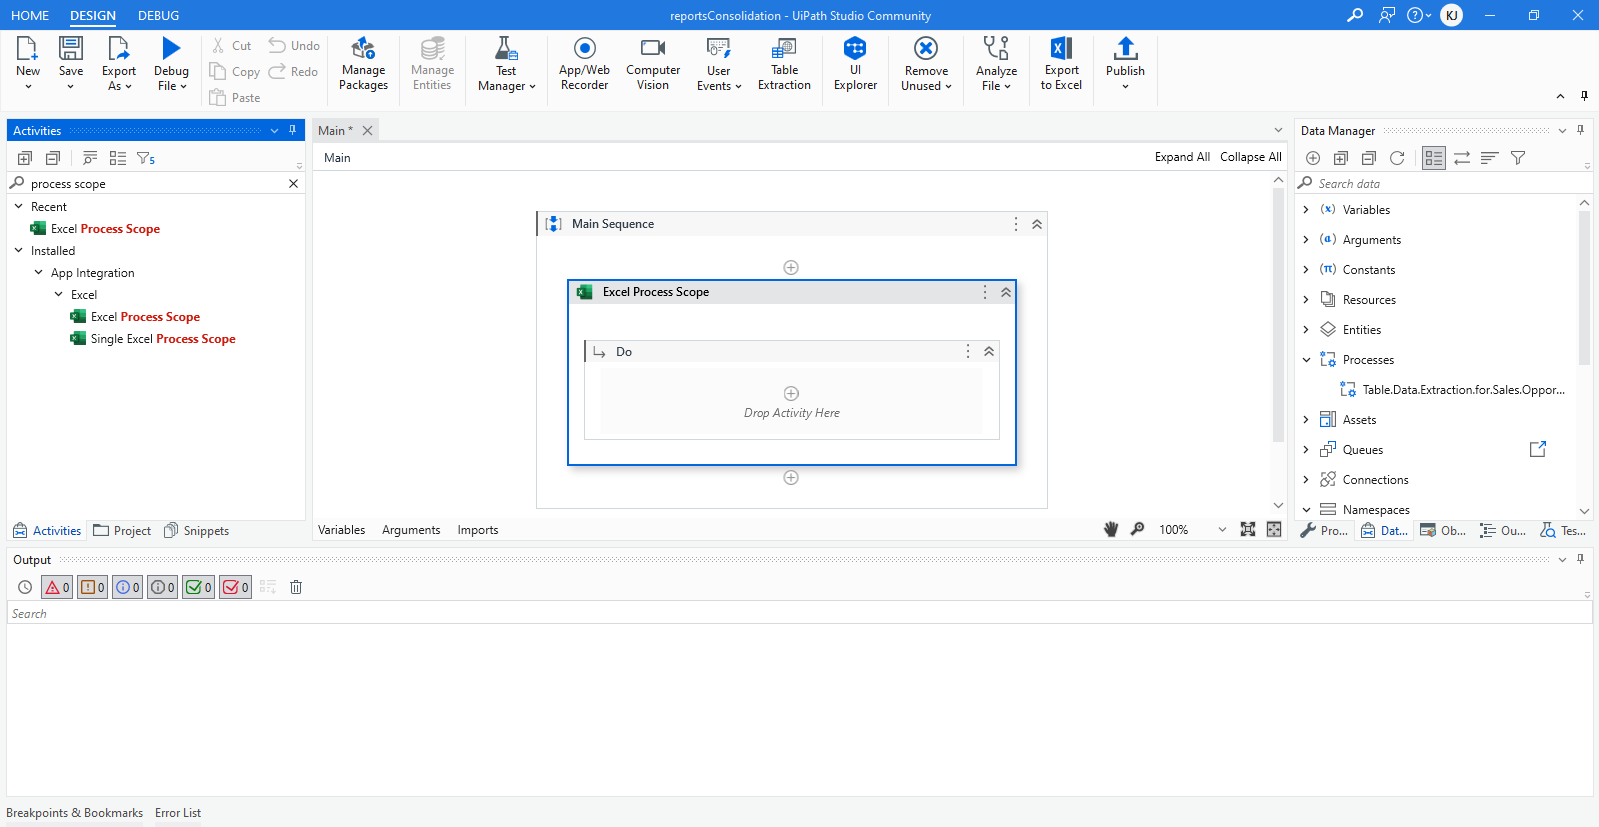 HOME DESIGN DEBUG
reportsConsolidation - UiPath Studio Community
KJ
New
Save
Export As
Debug File
Cut
Copy
Paste
Undo
Redo
Manage Packages
Manage Entities
Test Manager
App/Web Recorder
Computer Vision
User Events
Table Extraction
UI Explorer
Remove Unused
Analyze File
Export to Excel
Publish
Activities
5
process scope
Recent
Excel Process Scope
Installed
App Integration
Excel
Excel Process Scope
Single Excel Process Scope
Activities Project Snippets
Main *
Main
Expand All Collapse All
Main Sequence
Excel Process Scope
Do
Drop Activity Here
Variables Arguments Imports
100%
Data Manager
Search data
Variables
Arguments
Constants
Resources
Entities
Processes
Table.Data.Extraction.for.Sales.Oppor...
Assets
Queues
Connections
Namespaces
Pro... Dat... Ob... Ou... Tes...
Output
0 0 0 0 0 0
Search
Breakpoints & Bookmarks Error List